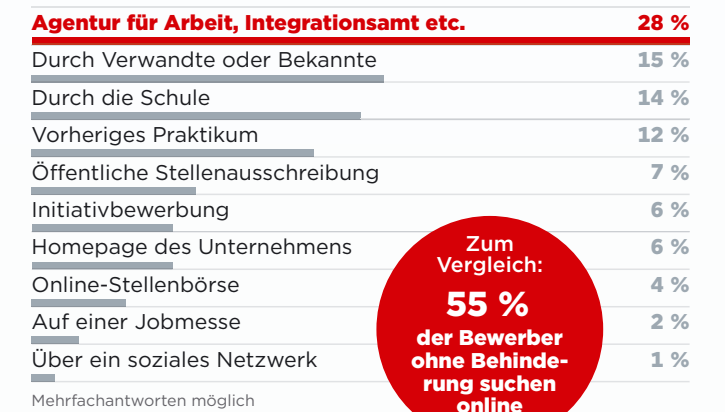 Agentur für Arbeit, Integrationsamt etc. 28 %
Durch Verwandte oder Bekannte 15 %
Durch die Schule 14 %
Vorheriges Praktikum 12 %
Öffentliche Stellenausschreibung 7 %
Initiativbewerbung 6 %
Homepage des Unternehmens 6 %
Online-Stellenbörse 4 %
Auf einer Jobmesse 2 %
Über ein soziales Netzwerk 1 %
Mehrfachantworten möglich
Zum
Vergleich:
55 %
der Bewerber
ohne Behinde-
rung suchen
online